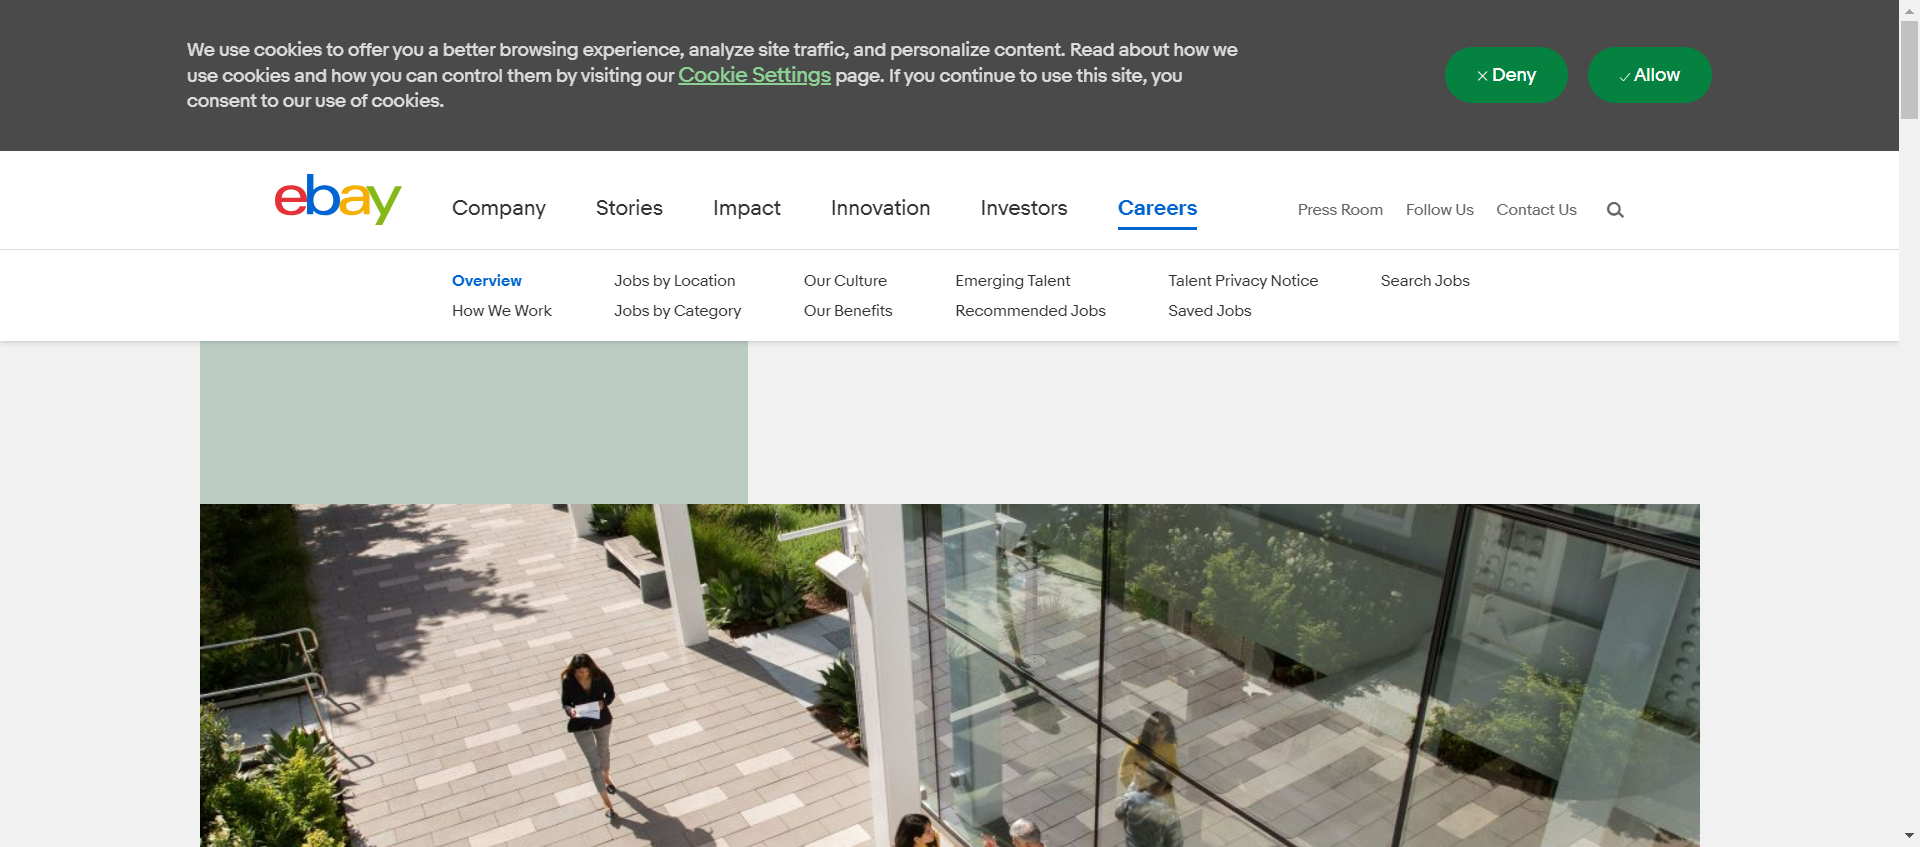 We use cookies to offer you a better browsing experience, analyze site traffic, and personalize content. Read about how we
use cookies and how you can control them by visiting our Cookie Settings page. If you continue to use this site, you
consent to our use of cookies.
Deny
Allow
ebay
Company
Stories
Impact
Innovation
Investors
Careers
Press Room
Follow Us
Contact Us
Overview
Jobs by Location
Our Culture
Emerging Talent
Talent Privacy Notice
Search Jobs
How We Work
Jobs by Category
Our Benefits
Recommended Jobs
Saved Jobs